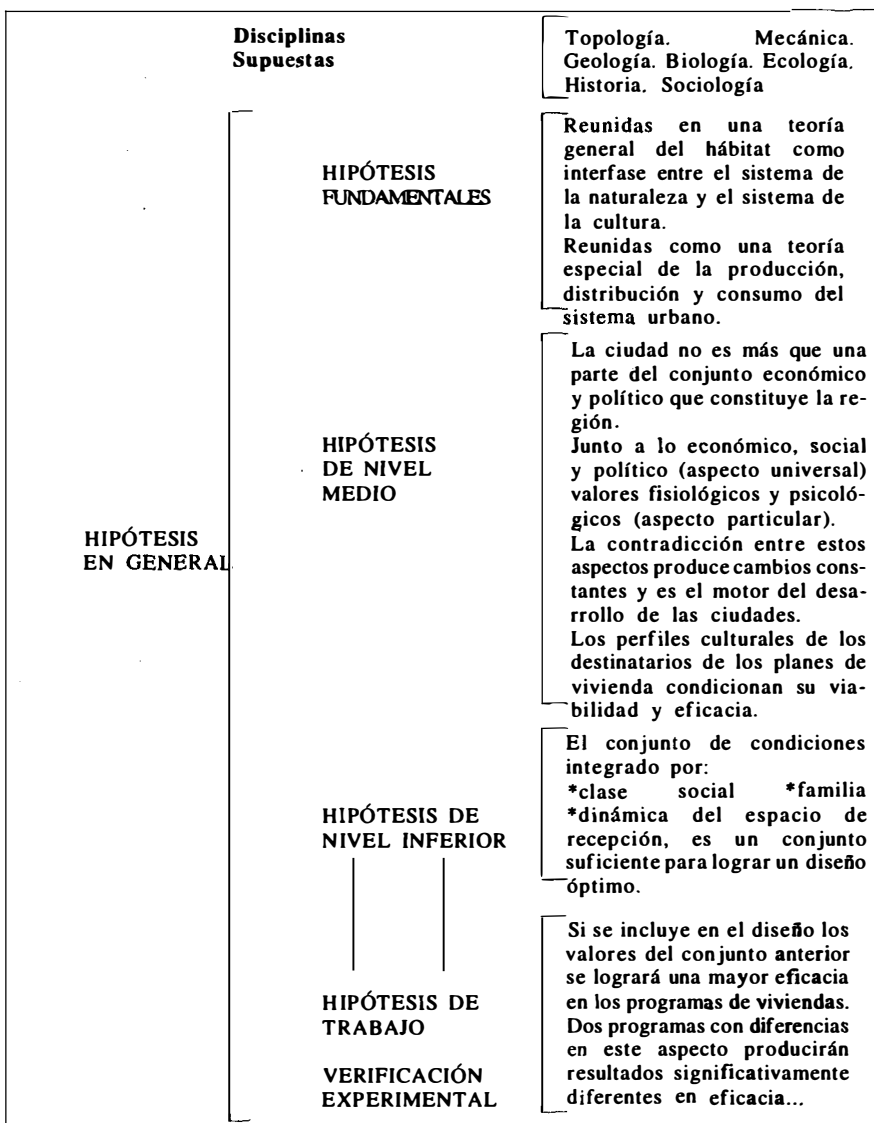 Disciplinas
Supuestas
Topología. Mecánica.
Geología. Biología. Ecología.
Historia. Sociología
HIPÓTESIS
EN GENERAL
HIPÓTESIS
FUNDAMENTALES
Reunidas en una teoría
general del hábitat como
interfase entre el sistema de
la naturaleza y el sistema de
la cultura.
Reunidas como una teoría
especial de la producción,
distribución y consumo del
sistema urbano.
HIPÓTESIS
DE NIVEL
MEDIO
La ciudad no es más que una
parte del conjunto económico
y político que constituye la re-
gión.
Junto a lo económico, social
y político (aspecto universal)
valores fisiológicos y psicoló-
gicos (aspecto particular).
La contradicción entre estos
aspectos produce cambios cons-
tantes y es el motor del desa-
rrollo de las ciudades.
Los perfiles culturales de los
destinatarios de los planes de
vivienda condicionan su via-
bilidad y eficacia.
HIPÓTESIS DE
NIVEL INFERIOR
El conjunto de condiciones
integrado por:
*clase social *familia
*dinámica del espacio de
recepción, es un conjunto
suficiente para lograr un diseño
óptimo.
HIPÓTESIS DE
TRABAJO
VERIFICACIÓN
EXPERIMENTAL
Si se incluye en el diseño los
valores del conjunto anterior
se logrará una mayor eficacia
en los programas de viviendas.
Dos programas con diferencias
en este aspecto producirán
resultados significativamente
diferentes en eficacia...